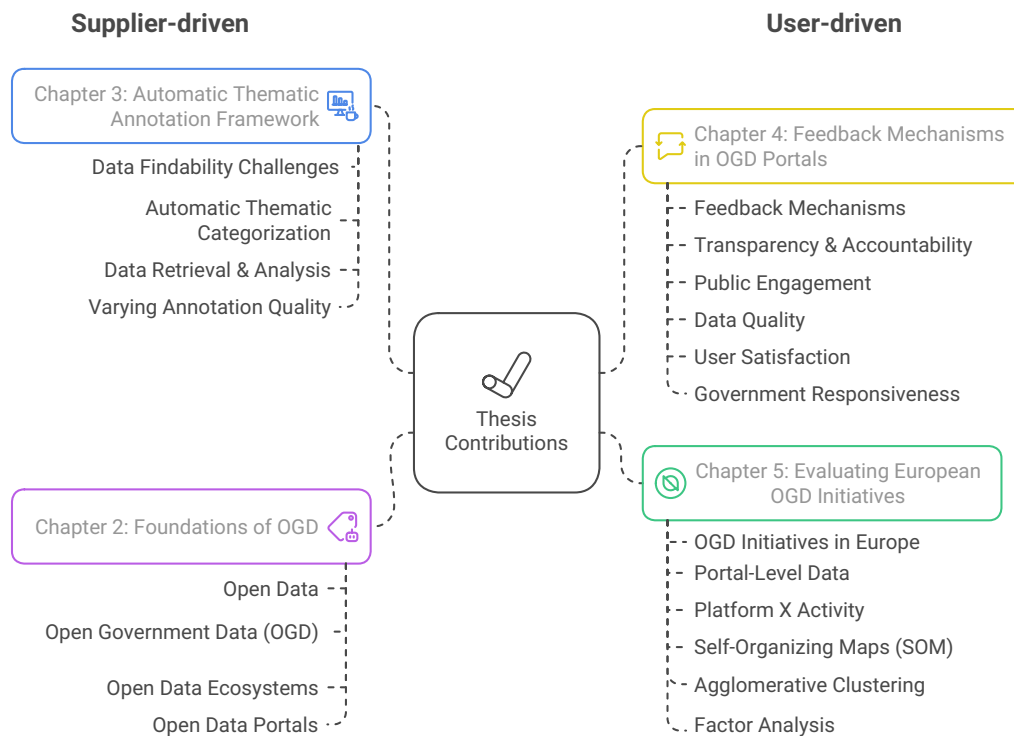 Supplier-driven
User-driven
Chapter 3: Automatic Thematic
Annotation Framework
Data Findability Challenges
Automatic Thematic
Categorization
Data Retrieval & Analysis
Varying Annotation Quality
Chapter 4: Feedback Mechanisms
in OGD Portals
Feedback Mechanisms
Transparency & Accountability
Public Engagement
Data Quality
User Satisfaction
Government Responsiveness
Thesis
Contributions
Chapter 2: Foundations of OGD
Open Data
Open Government Data (OGD)
Open Data Ecosystems
Open Data Portals
Chapter 5: Evaluating European
OGD Initiatives
OGD Initiatives in Europe
Portal-Level Data
Platform X Activity
Self-Organizing Maps (SOM)
Agglomerative Clustering
Factor Analysis